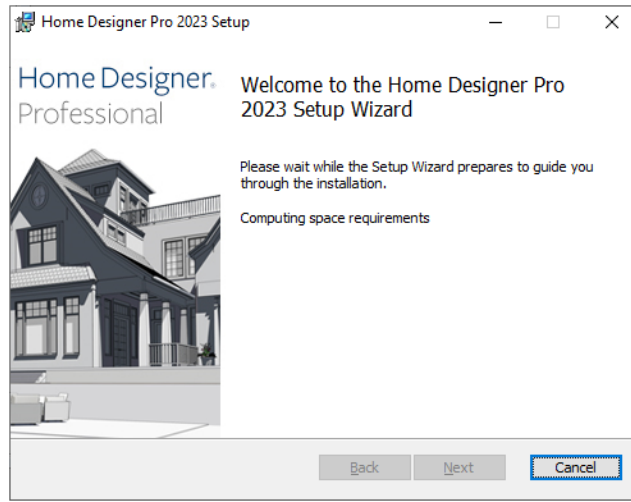 Home Designer Pro 2023 Setup
Home Designer®
Professional
Welcome to the Home Designer Pro
2023 Setup Wizard
Please wait while the Setup Wizard prepares to guide you
through the installation.
Computing space requirements
Back
Next
Cancel